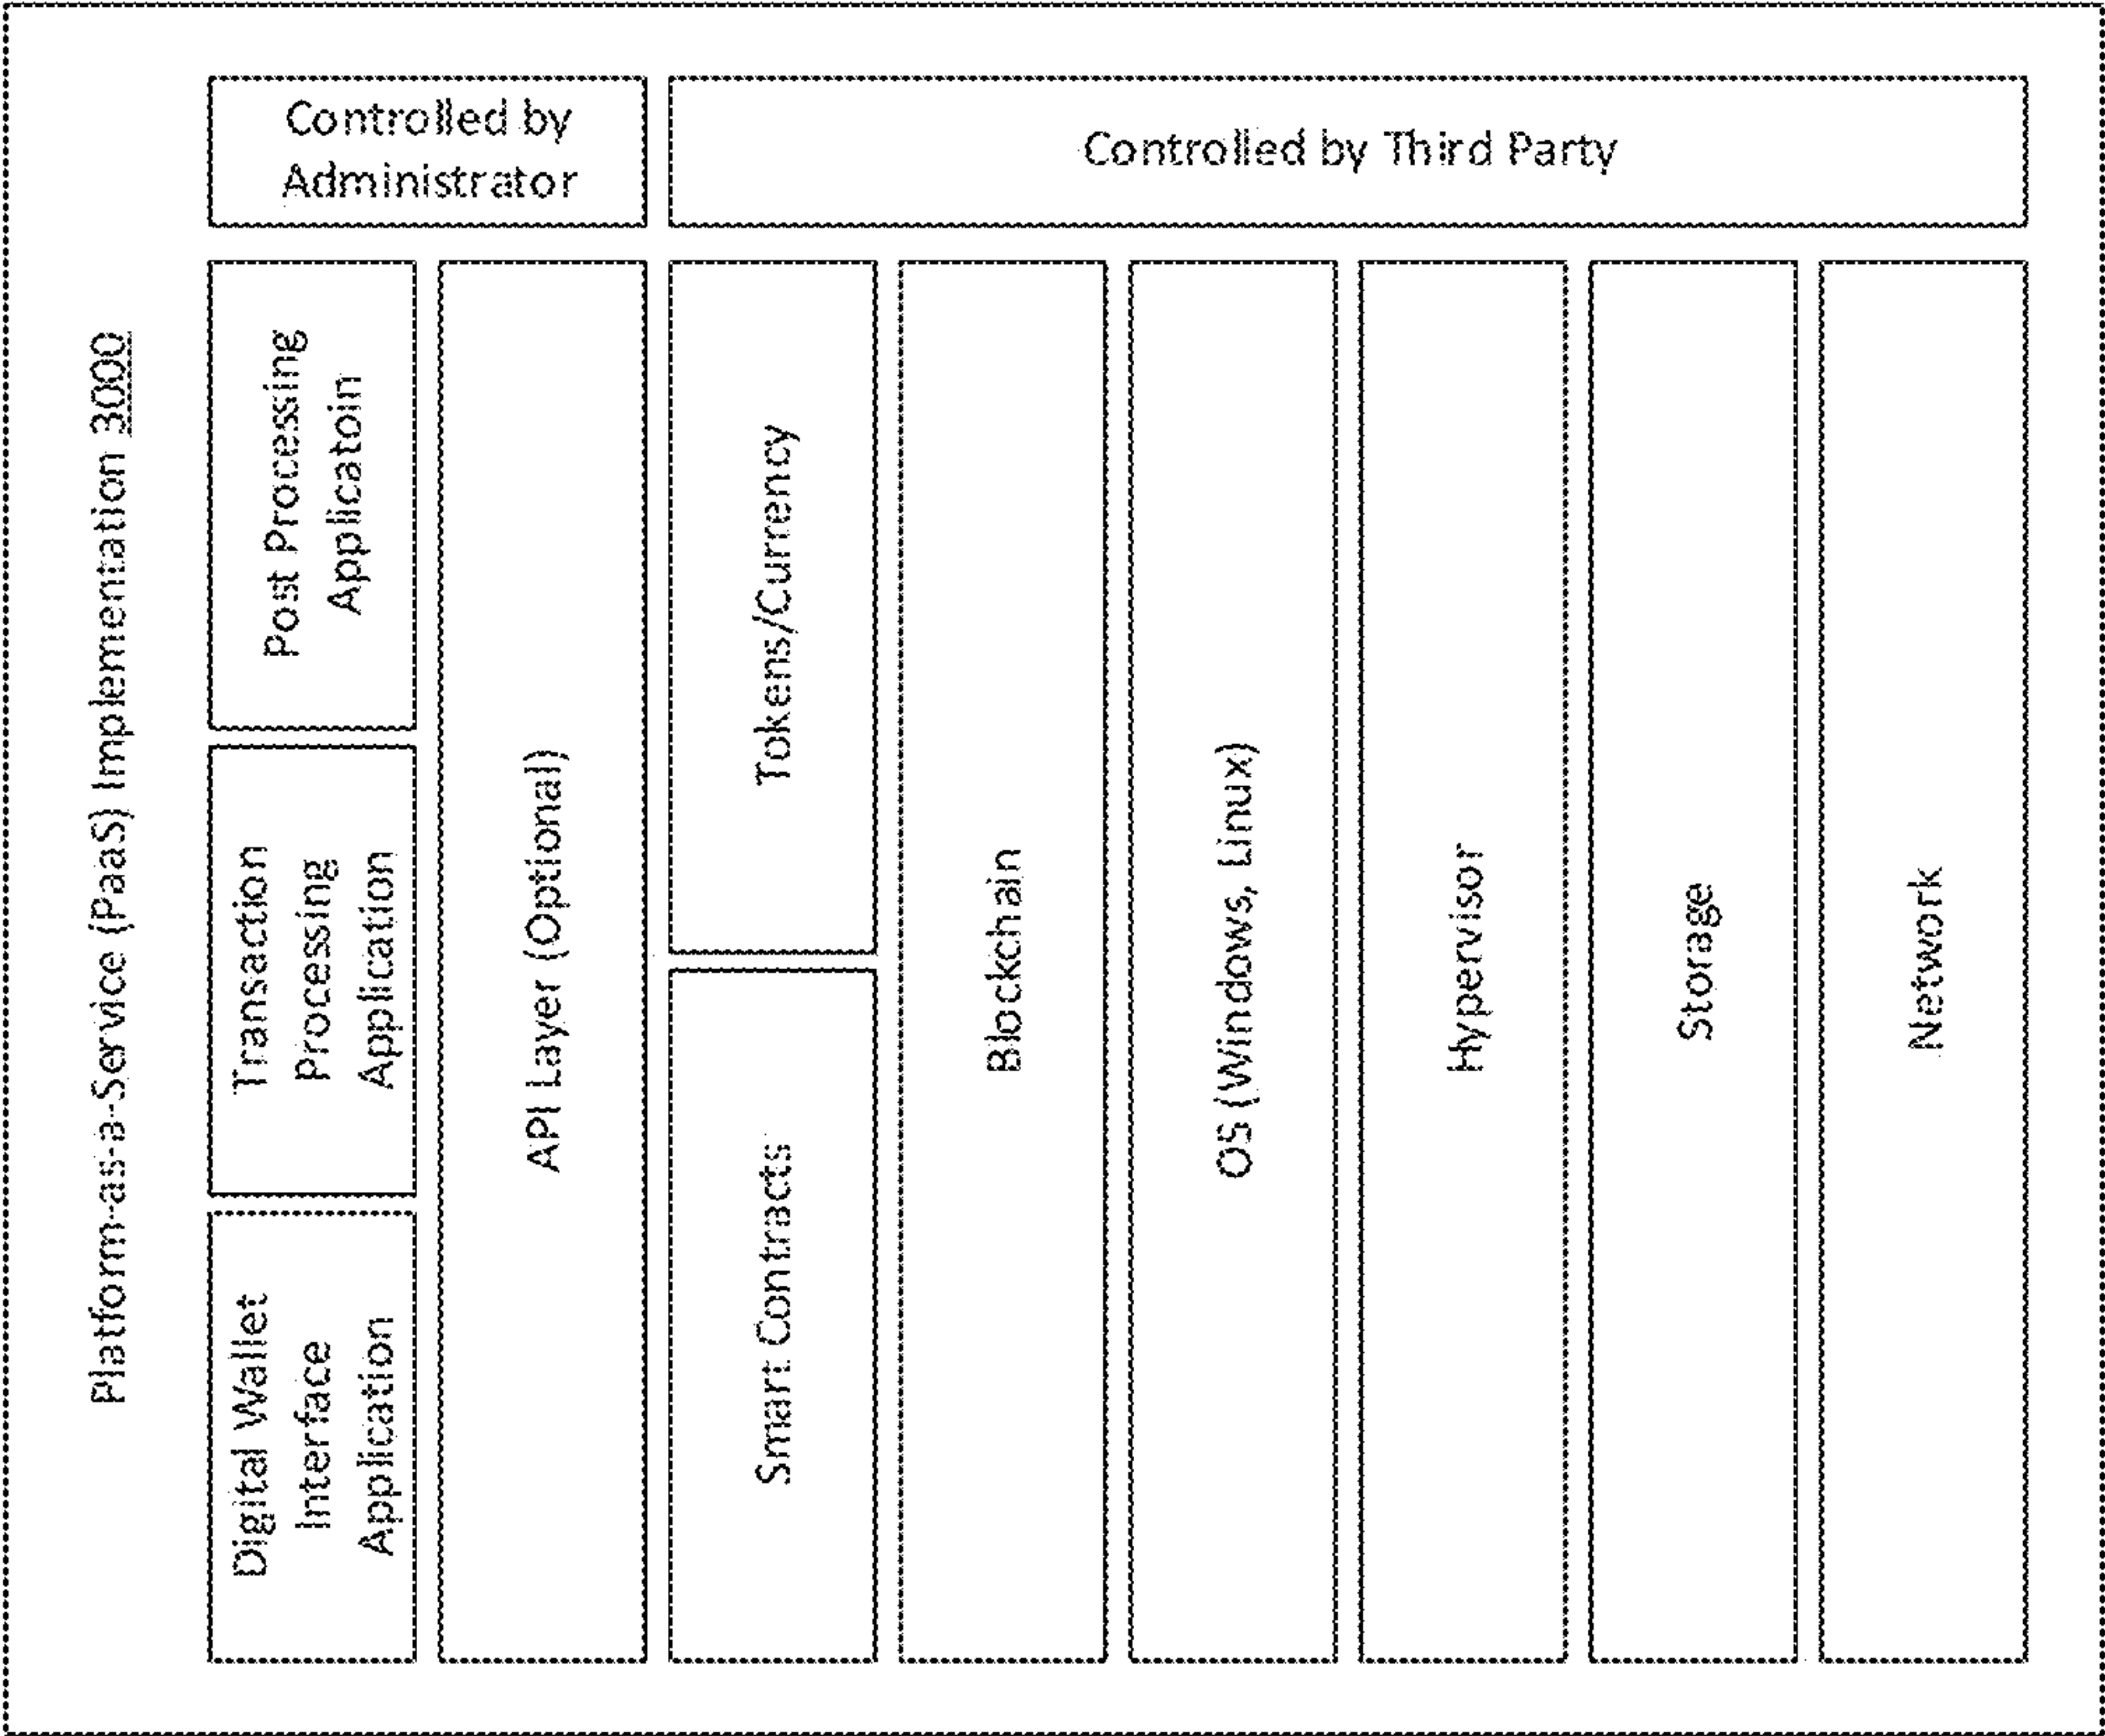 Platform-as-a-Service (PaaS) Implementation 3000
Digital Wallet
Interface
Application
Transaction
Processing
Application
Post Processing
Applicatoin
Controlled by
Administrator
API Layer (Optional)
Smart Contracts
Tokens/Currency
Controlled by Third Party
Blockchain
OS (Windows, Linux)
Hypervisor
Storage
Network